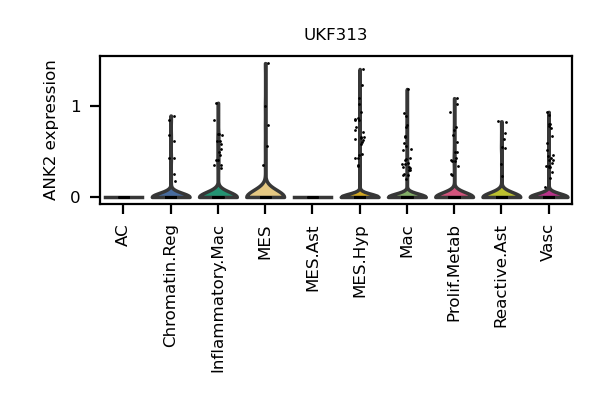 UKF313
ANK2 expression
1
0
AC
Chromatin.Reg
Inflammatory.Mac
MES
MES.Ast
MES.Hyp
Mac
Prolif.Metab
Reactive.Ast
Vasc